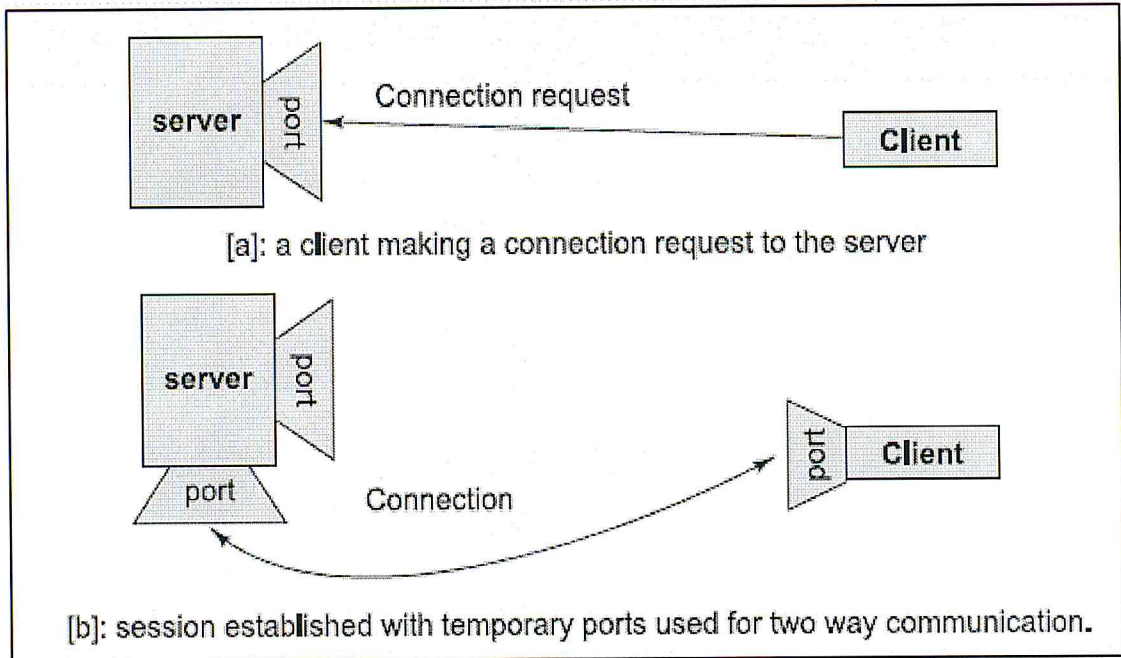 Connection request
server
port
Client
[a]: a client making a connection request to the server
server
port
port
Client
port
Connection
[b]: session established with temporary ports used for two way communication.